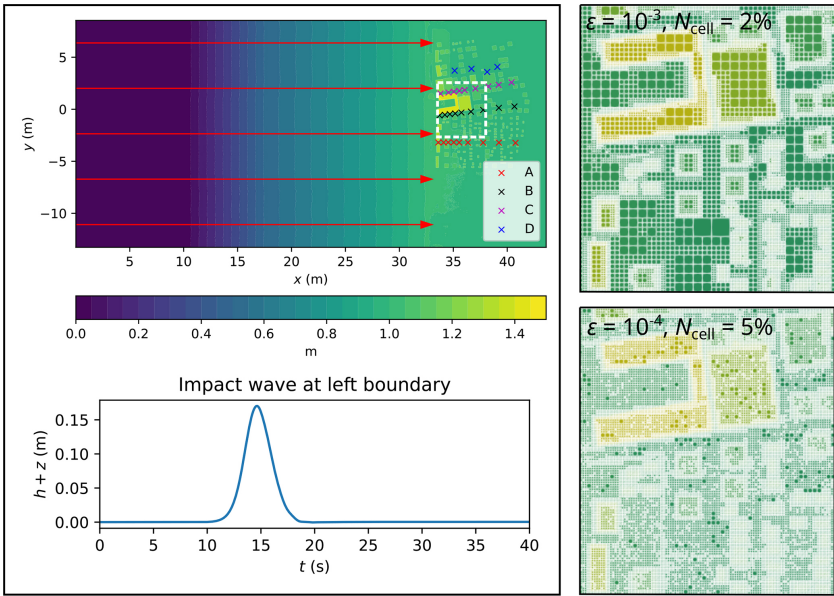 5
0
−5
−10
y (m)
5
10
15
20
25
30
35
40
x (m)
A
B
C
D
0.0
0.2
0.4
0.6
0.8
1.0
1.2
1.4
m
Impact wave at left boundary
0.15
0.10
0.05
0.00
h + z (m)
0
5
10
15
20
25
30
35
40
t (s)
ε = 10⁻³, N_cell = 2%
ε = 10⁻⁴, N_cell = 5%